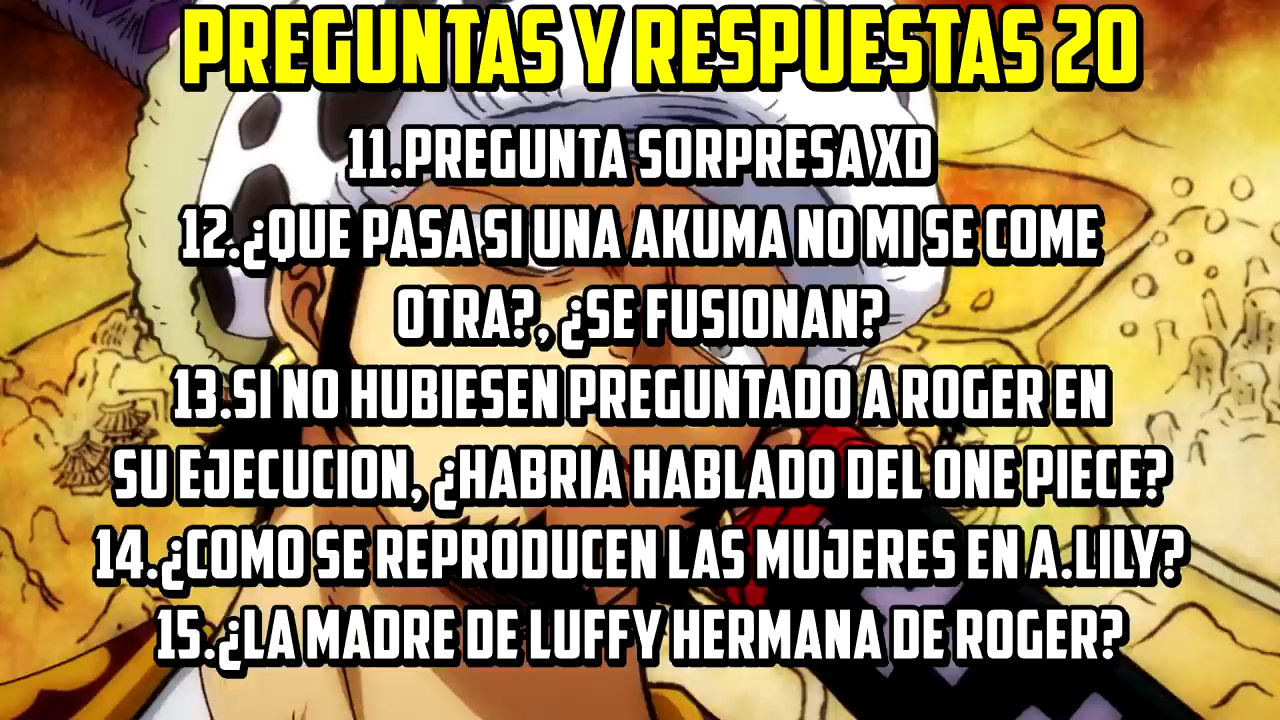 PREGUNTAS Y RESPUESTAS 20
11.PREGUNTA SORPRESA XD
12.¿QUE PASA SI UNA AKUMA NO MI SE COME
OTRA?, ¿SE FUSIONAN?
13.SI NO HUBIESEN PREGUNTADO A ROGER EN
SU EJECUCION, ¿HABRIA HABLADO DEL ONE PIECE?
14.¿COMO SE REPRODUCEN LAS MUJERES EN A.LILY?
15.¿LA MADRE DE LUFFY HERMANA DE ROGER?